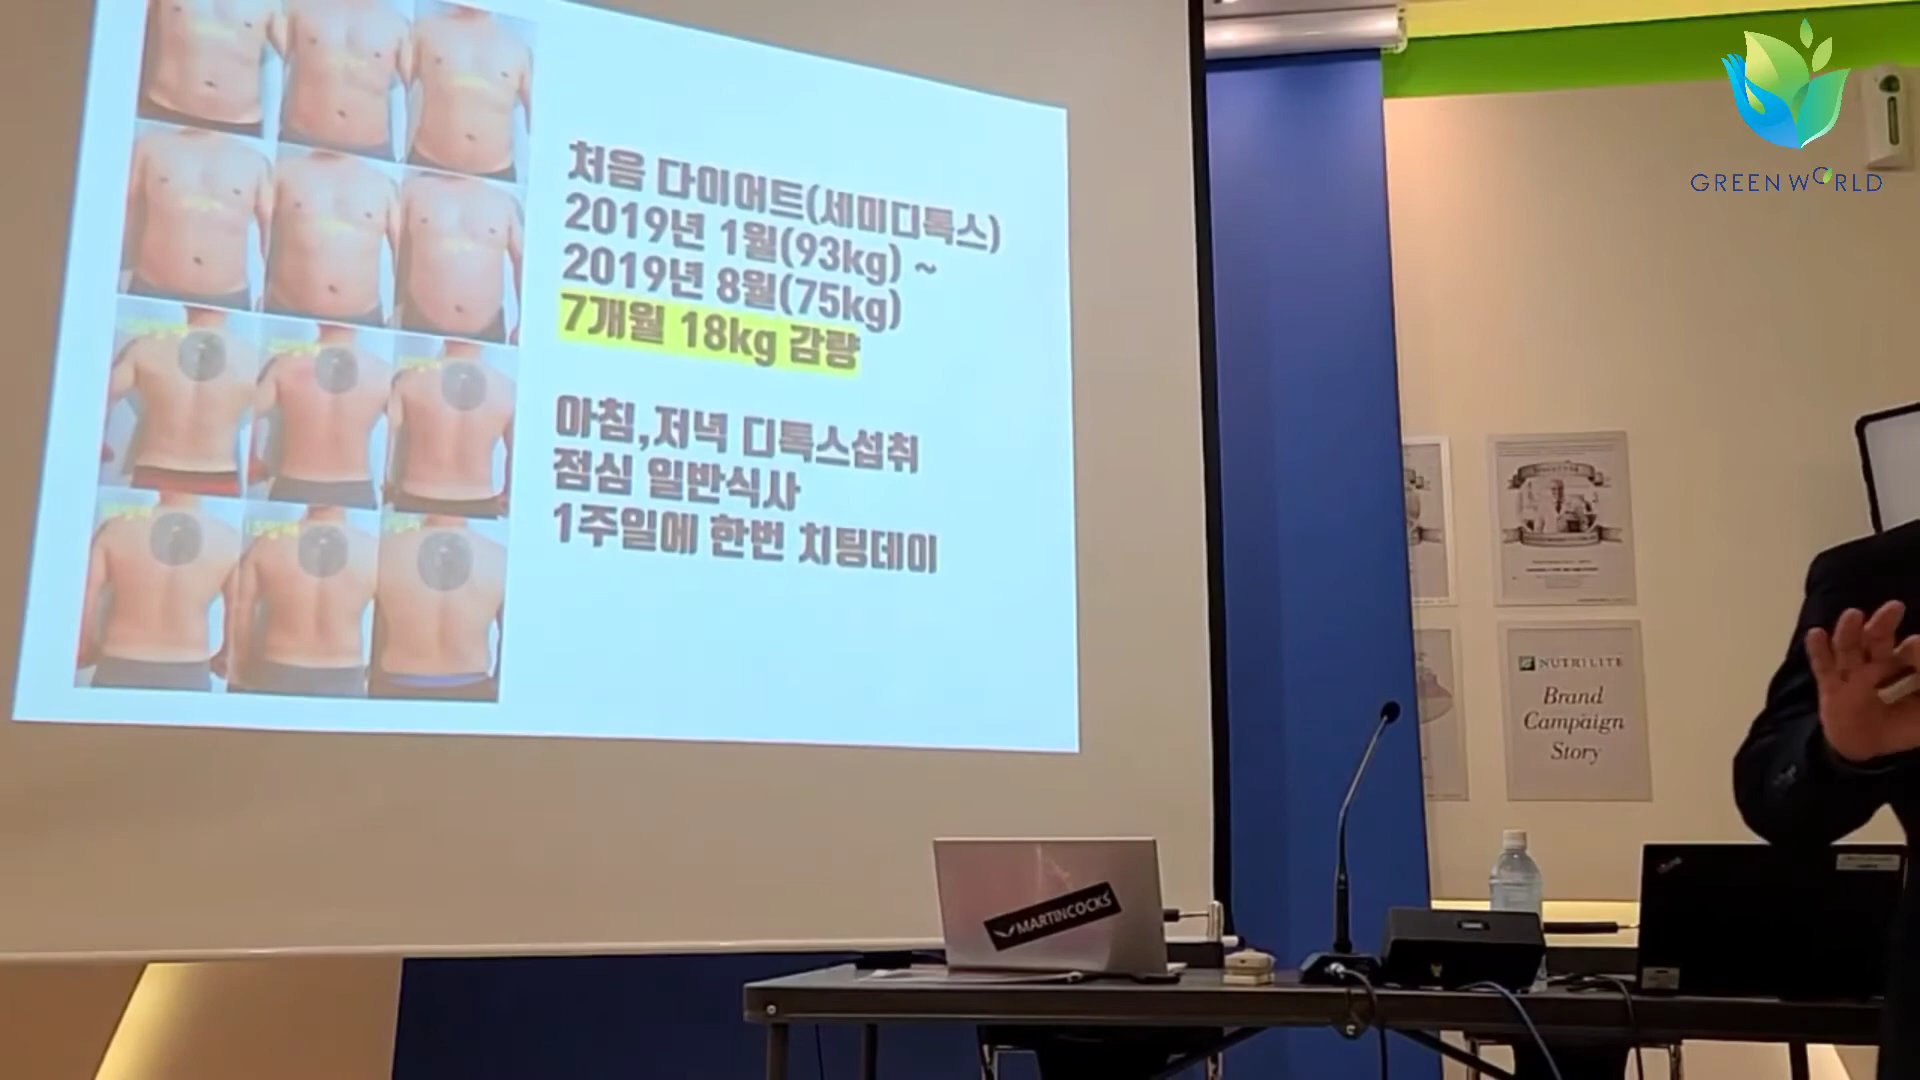 처음 다이어트(세미디톡스)
2019년 1월(93kg) ~
2019년 8월(75kg)
7개월 18kg 감량
아침,저녁 디톡스섭취
점심 일반식사
1주일에 한번 치팅데이
GREEN WORLD
NUTRILITE
Brand
Campaign
Story
MARTINCOCKS